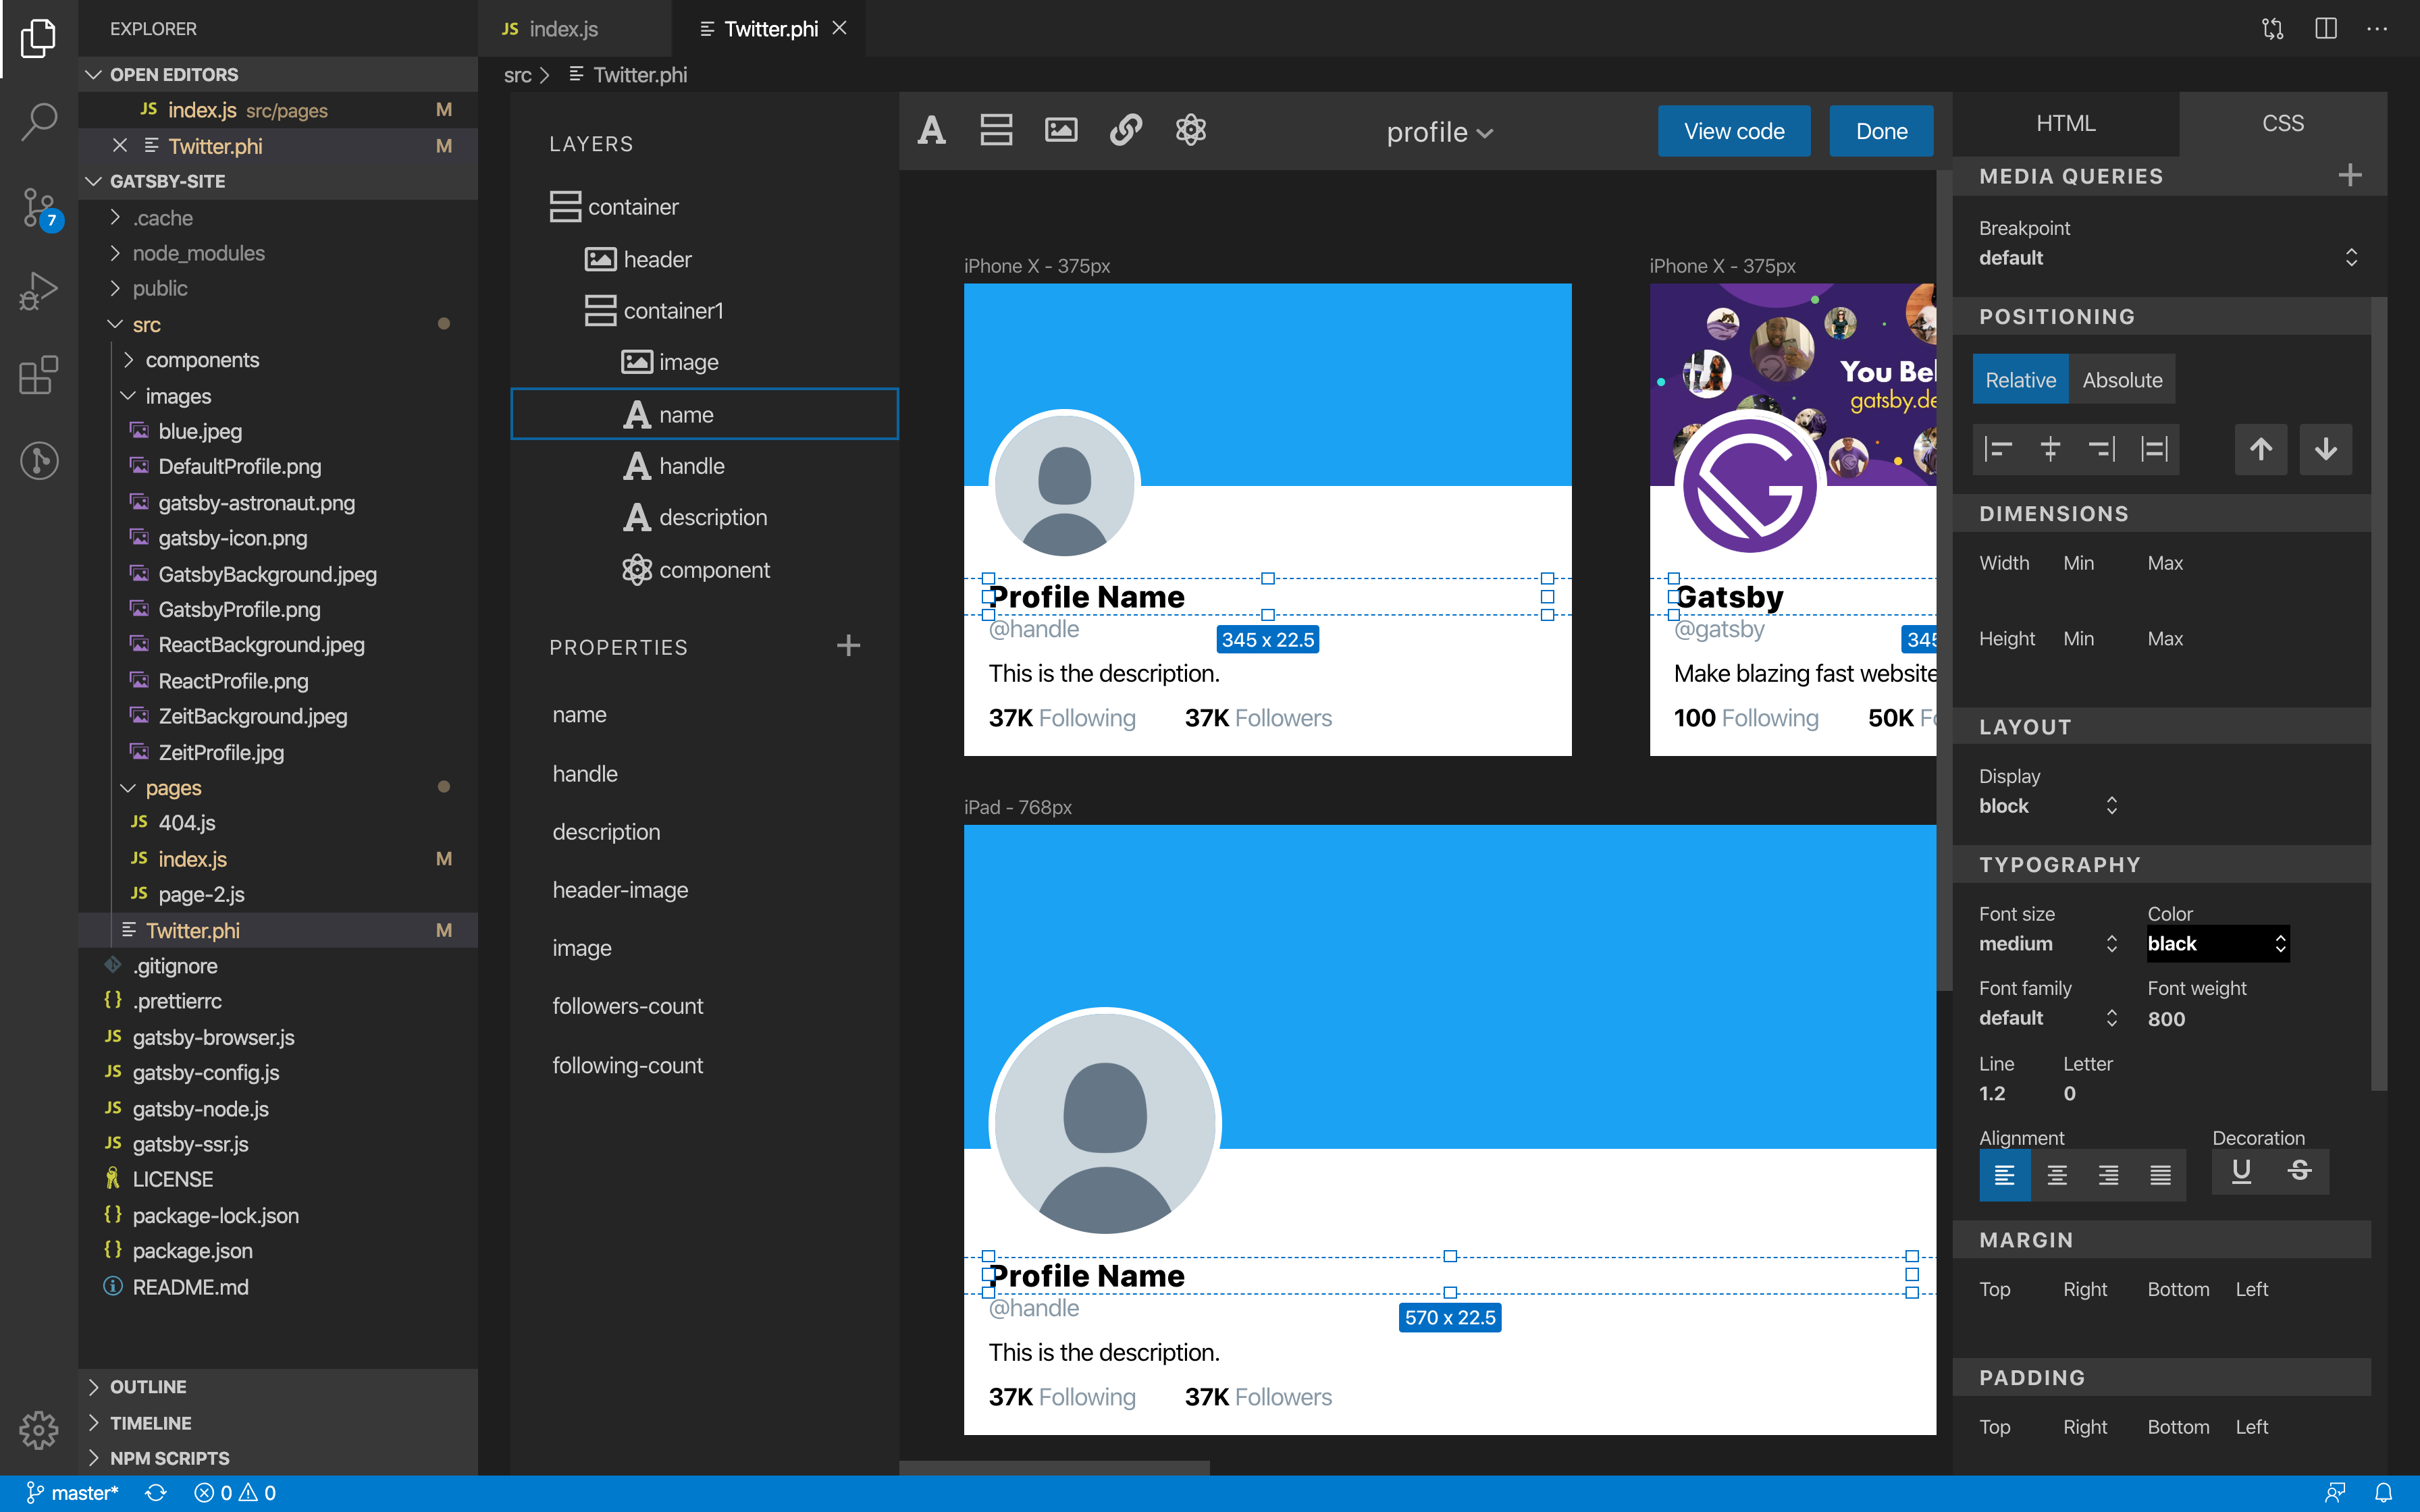 EXPLORER
OPEN EDITORS
JS index.js src/pages M
Twitter.phi M
GATSBY-SITE
.cache
node_modules
public
src
components
images
blue.jpeg
DefaultProfile.png
gatsby-astronaut.png
gatsby-icon.png
GatsbyBackground.jpeg
GatsbyProfile.png
ReactBackground.jpeg
ReactProfile.png
ZeitBackground.jpeg
ZeitProfile.jpg
pages
JS 404.js
JS index.js M
JS page-2.js
Twitter.phi M
.gitignore
{} .prettierrc
JS gatsby-browser.js
JS gatsby-config.js
JS gatsby-node.js
JS gatsby-ssr.js
LICENSE
{} package-lock.json
{} package.json
README.md
OUTLINE
TIMELINE
NPM SCRIPTS
7
JS index.js
Twitter.phi
src > Twitter.phi
LAYERS
container
header
container1
image
A name
A handle
A description
component
PROPERTIES
name
handle
description
header-image
image
followers-count
following-count
A
profile
View code
Done
iPhone X - 375px
Profile Name
@handle
345 x 22.5
This is the description.
37K Following 37K Followers
iPhone X - 375px
You Bel
gatsby.de
Gatsby
@gatsby
345
Make blazing fast website
100 Following 50K Fo
iPad - 768px
Profile Name
@handle
570 x 22.5
This is the description.
37K Following 37K Followers
HTML CSS
MEDIA QUERIES
Breakpoint
default
POSITIONING
Relative Absolute
DIMENSIONS
Width Min Max
Height Min Max
LAYOUT
Display
block
TYPOGRAPHY
Font size Color
medium black
Font family Font weight
default 800
Line Letter
1.2 0
Alignment Decoration
U S
MARGIN
Top Right Bottom Left
PADDING
Top Right Bottom Left
master* 0 0